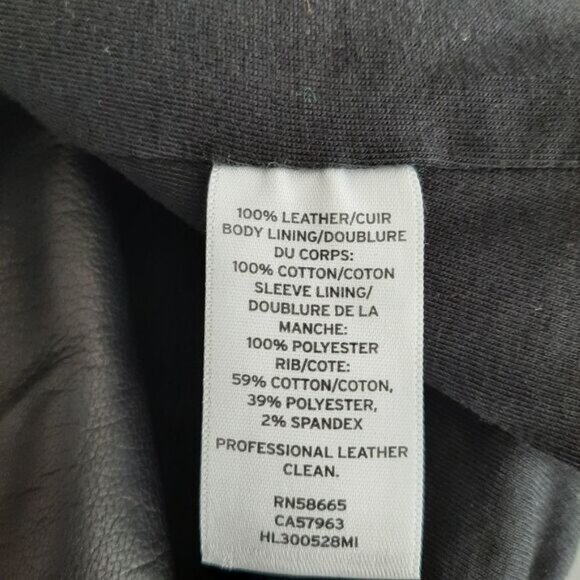 100% LEATHER/CUIR
BODY LINING/DOUBLURE
DU CORPS:
100% COTTON/COTON
SLEEVE LINING/
DOUBLURE DE LA
MANCHE:
100% POLYESTER
RIB/COTE:
59% COTTON/COTON,
39% POLYESTER,
2% SPANDEX
PROFESSIONAL LEATHER
CLEAN.
RN58665
CA57963
HL300528MI